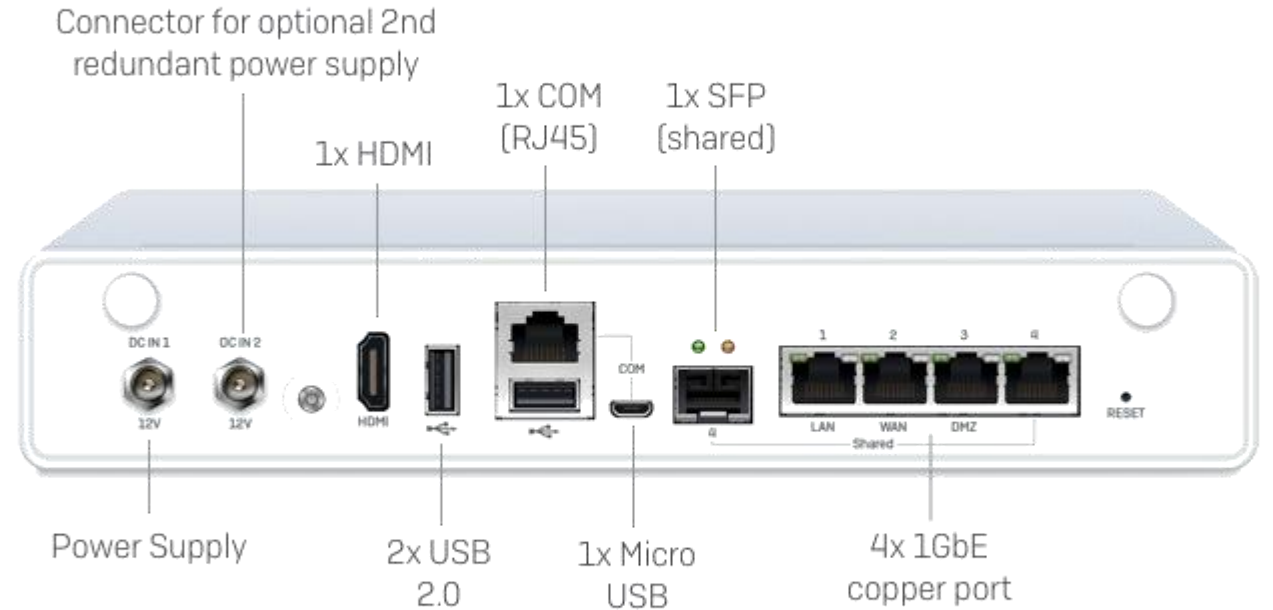 Connector for optional 2nd
redundant power supply
1x HDMI
1x COM
(RJ45)
1x SFP
(shared)
DC IN 1
12V
DC IN 2
12V
HDMI
COM
4
1
2
3
4
LAN
WAN
DMZ
Shared
RESET
Power Supply
2x USB
2.0
1x Micro
USB
4x 1GbE
copper port